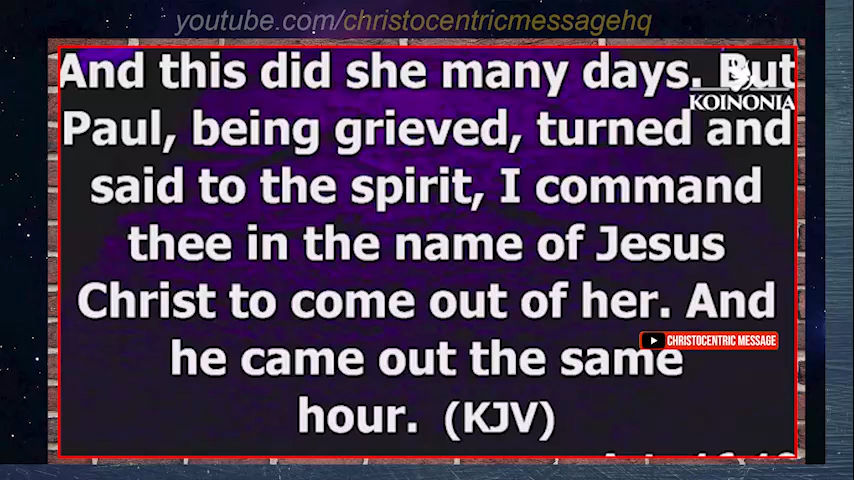 youtube.com/christocentricmessagehq
And this did she many days. But
KOINONIA
Paul, being grieved, turned and
said to the spirit, I command
thee in the name of Jesus
Christ to come out of her. And
CHRISTOCENTRIC MESSAGE
he came out the same
hour. (KJV)